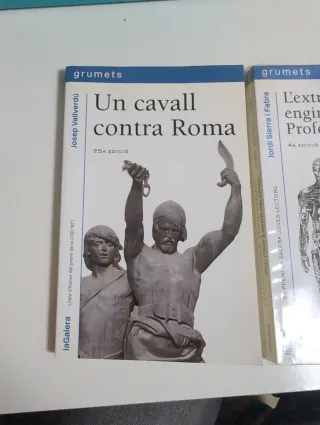 grumets
Josep Vallverdú
Un cavall
contra Roma
25A EDICIÓ
laGalera
grumets
Jordi Sierra i Fabra
L'extr
engin
Profe
4A EDICIÓ
laGalera